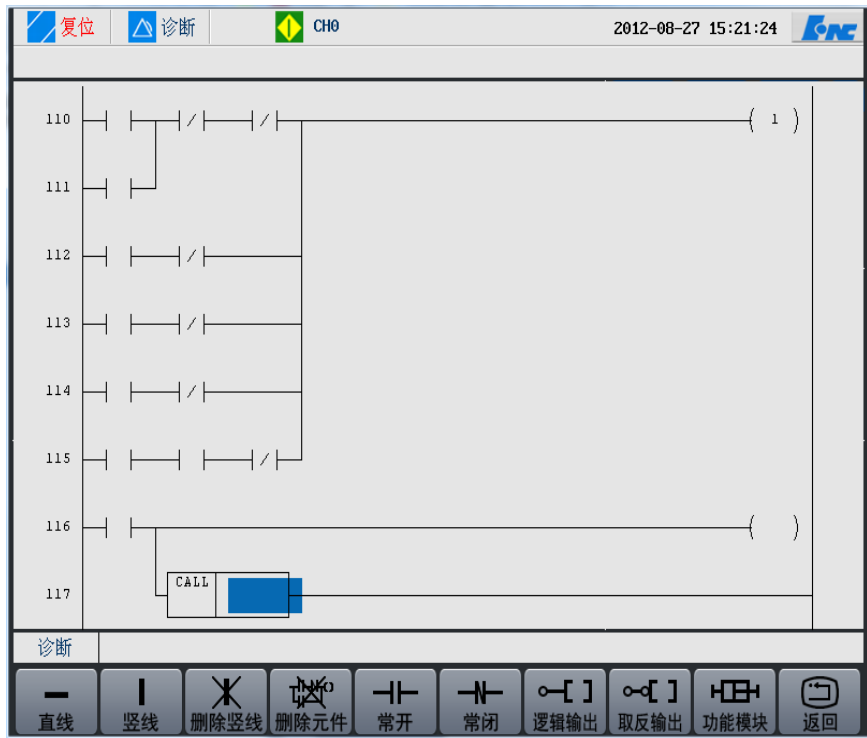 复位 诊断 CH0 2012-08-27 15:21:24 HNC
110 ( 1 )
111
112
113
114
115
116 ( )
117 CALL
诊断
直线 竖线 删除竖线 删除元件 常开 常闭 逻辑输出 取反输出 功能模块 返回